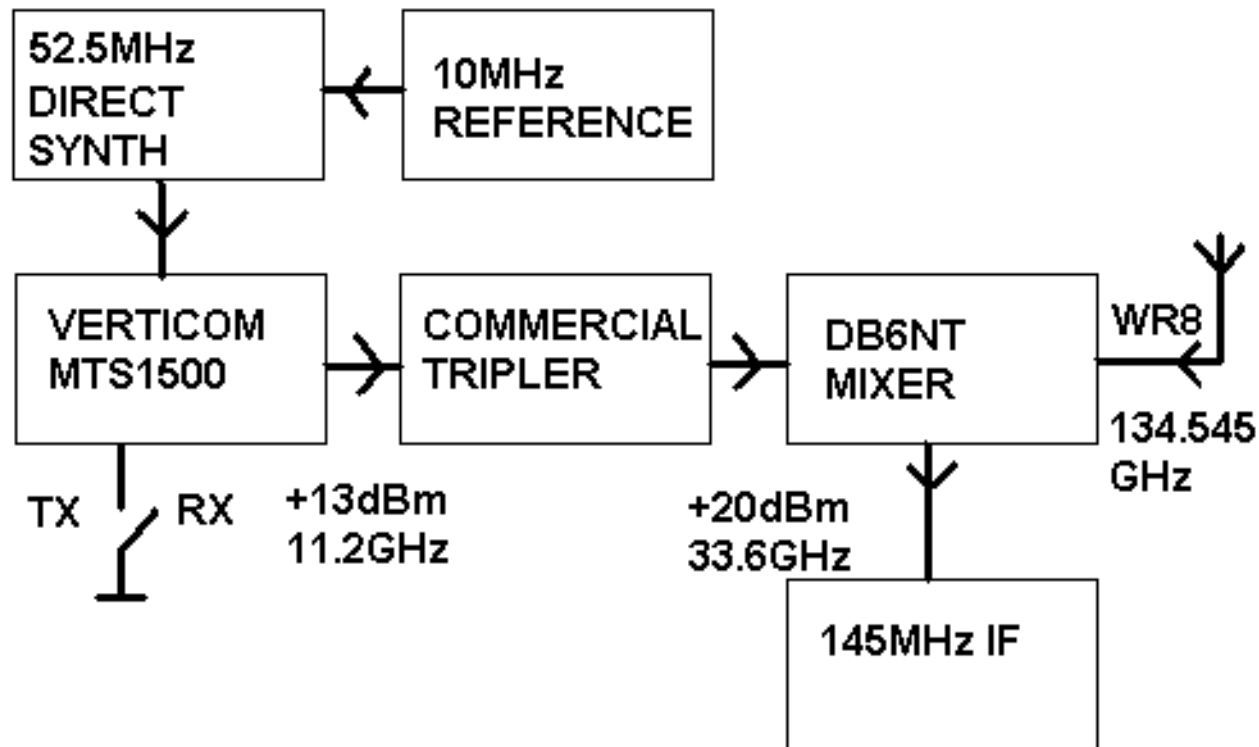 52.5MHz
DIRECT
SYNTH
10MHz
REFERENCE
VERTICOM
MTS1500
COMMERCIAL
TRIPLER
DB6NT
MIXER
WR8
134.545
GHz
TX
RX
+13dBm
11.2GHz
+20dBm
33.6GHz
145MHz IF